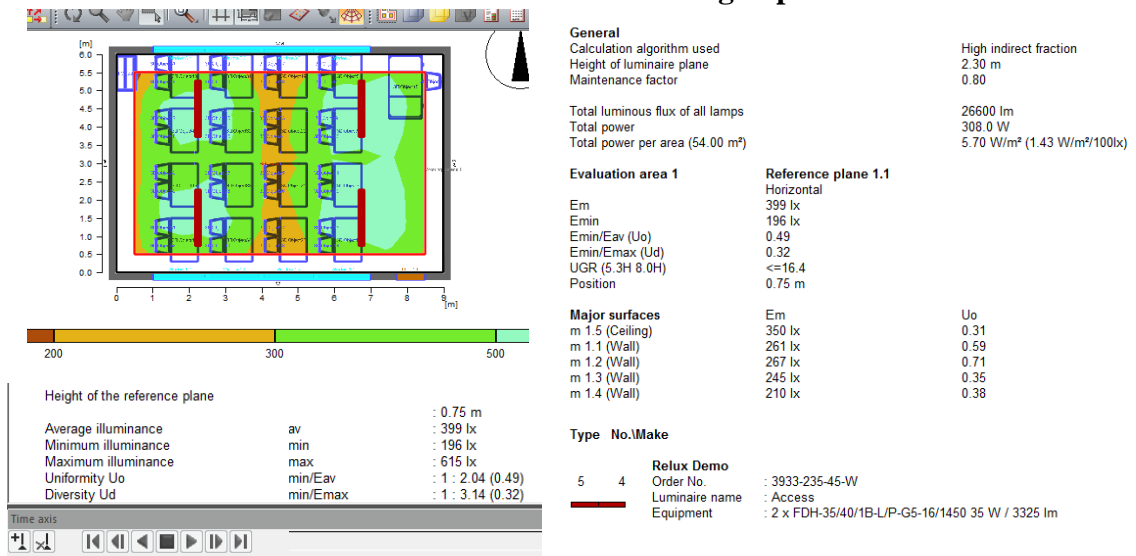 [m]
6.0
5.5
5.0
4.5
4.0
3.5
3.0
2.5
2.0
1.5
1.0
0.5
0.0
0 1 2 3 4 5 6 7 8 9
[m]
200 300 500
Height of the reference plane
: 0.75 m
Average illuminance av : 399 lx
Minimum illuminance min : 196 lx
Maximum illuminance max : 615 lx
Uniformity Uo min/Eav : 1 : 2.04 (0.49)
Diversity Ud min/Emax : 1 : 3.14 (0.32)
Time axis
General
Calculation algorithm used High indirect fraction
Height of luminaire plane 2.30 m
Maintenance factor 0.80
Total luminous flux of all lamps 26600 lm
Total power 308.0 W
Total power per area (54.00 m²) 5.70 W/m² (1.43 W/m²/100lx)
Evaluation area 1 Reference plane 1.1
Horizontal
Em 399 lx
Emin 196 lx
Emin/Eav (Uo) 0.49
Emin/Emax (Ud) 0.32
UGR (5.3H 8.0H) <=16.4
Position 0.75 m
Major surfaces Em Uo
m 1.5 (Ceiling) 350 lx 0.31
m 1.1 (Wall) 261 lx 0.59
m 1.2 (Wall) 267 lx 0.71
m 1.3 (Wall) 245 lx 0.35
m 1.4 (Wall) 210 lx 0.38
Type No.\Make
Relux Demo
5 4 Order No. : 3933-235-45-W
Luminaire name : Access
Equipment : 2 x FDH-35/40/1B-L/P-G5-16/1450 35 W / 3325 lm